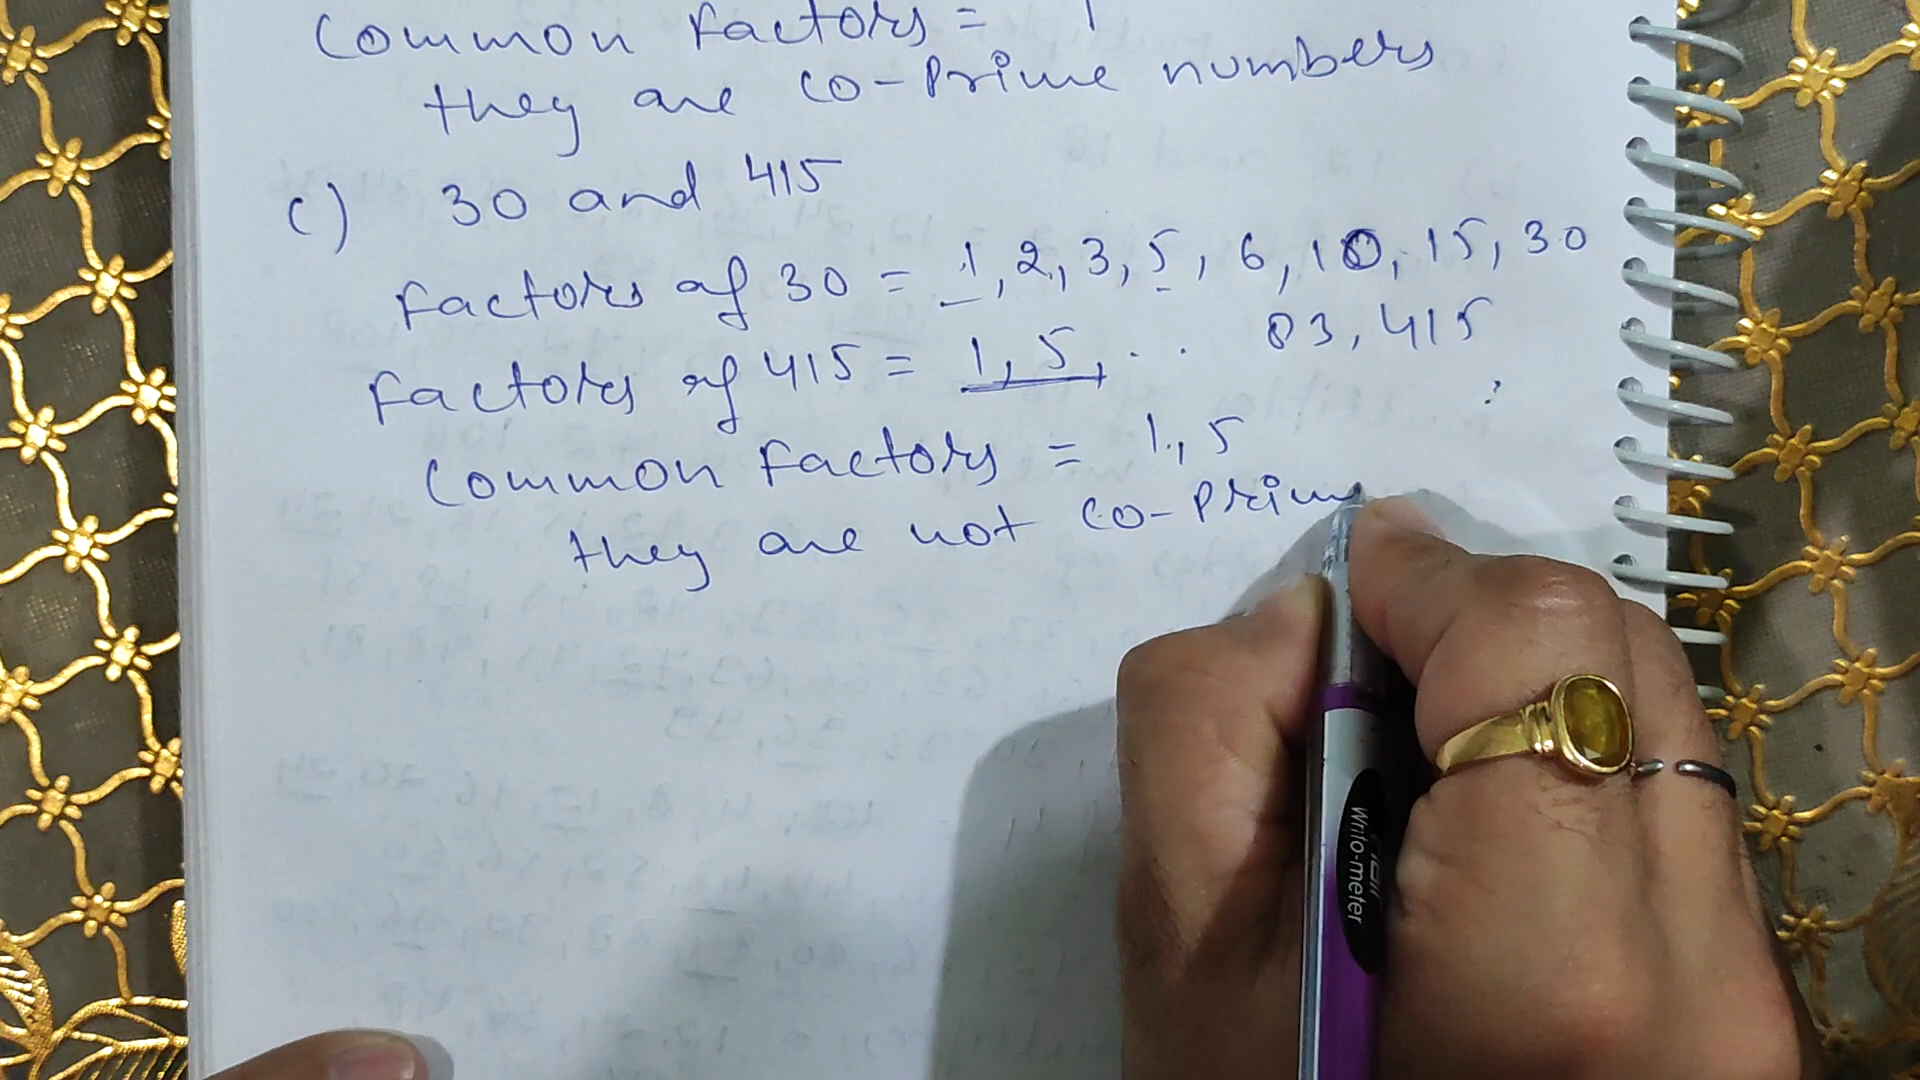 Common Factors = 1
they are co-Prime numbers
c) 30 and 415
Factors of 30 = 1, 2, 3, 5, 6, 10, 15, 30
Factors of 415 = 1, 5, .. 83, 415
Common Factors = 1, 5
they are not co-prime
Writo-meter